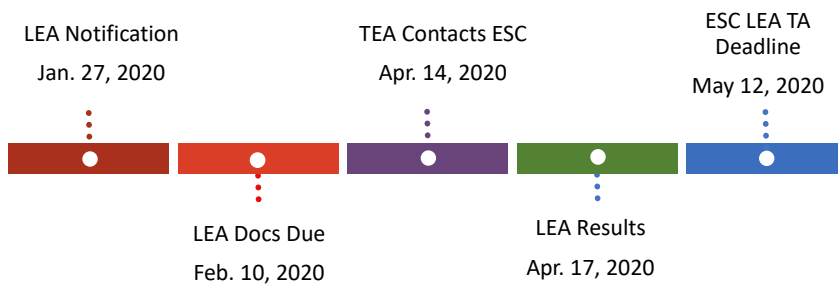 LEA Notification
Jan. 27, 2020
LEA Docs Due
Feb. 10, 2020
TEA Contacts ESC
Apr. 14, 2020
LEA Results
Apr. 17, 2020
ESC LEA TA
Deadline
May 12, 2020